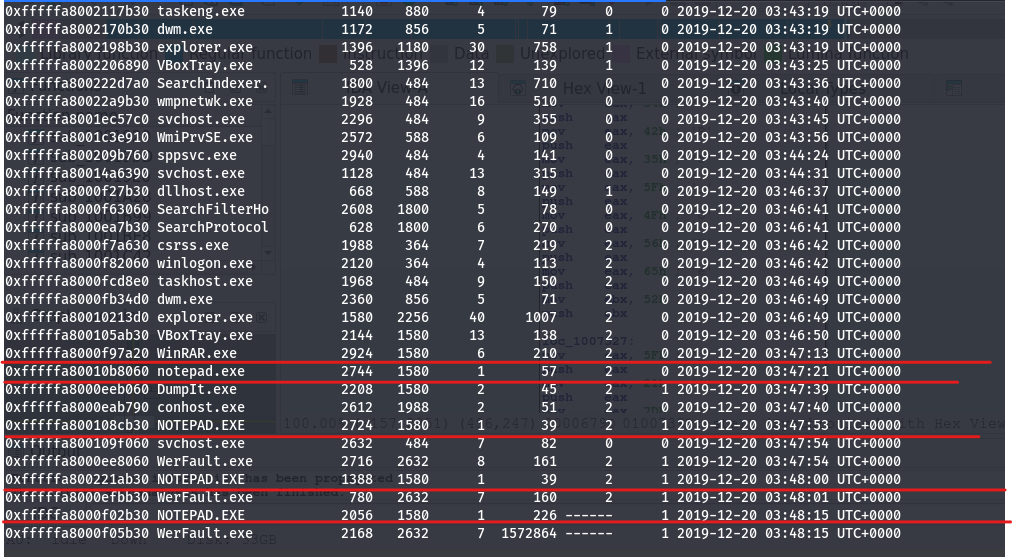 0xfffffa8002117b30 taskeng.exe 1140 880 4 79 0 0 2019-12-20 03:43:19 UTC+0000
0xfffffa8002170b30 dwm.exe 1172 856 5 71 1 0 2019-12-20 03:43:19 UTC+0000
0xfffffa8002198b30 explorer.exe 1396 1180 30 758 1 0 2019-12-20 03:43:19 UTC+0000
0xfffffa8002206890 VBoxTray.exe 528 1396 12 139 1 0 2019-12-20 03:43:25 UTC+0000
0xfffffa800222d7a0 SearchIndexer. 1800 484 13 710 0 0 2019-12-20 03:43:36 UTC+0000
0xfffffa80022a9b30 wmpnetwk.exe 1928 484 16 510 0 0 2019-12-20 03:43:40 UTC+0000
0xfffffa8001ec57c0 svchost.exe 2296 484 9 355 0 0 2019-12-20 03:43:45 UTC+0000
0xfffffa8001c3e910 WmiPrvSE.exe 2572 588 6 109 0 0 2019-12-20 03:43:56 UTC+0000
0xfffffa800209b760 sppsvc.exe 2940 484 4 141 0 0 2019-12-20 03:44:24 UTC+0000
0xfffffa80014a6390 svchost.exe 1128 484 13 315 0 0 2019-12-20 03:44:31 UTC+0000
0xfffffa8000f27b30 dllhost.exe 668 588 8 149 1 0 2019-12-20 03:46:37 UTC+0000
SearchFilterHo 2608 1800 5 78 0 0 2019-12-20 03:46:41 UTC+0000
0xfffffa8000ea7b30 SearchProtocol 628 1800 6 270 0 0 2019-12-20 03:46:41 UTC+0000
0xfffffa8000f7a630 csrss.exe 1988 364 7 219 2 0 2019-12-20 03:46:42 UTC+0000
0xfffffa8000f82060 winlogon.exe 2120 364 4 113 2 0 2019-12-20 03:46:42 UTC+0000
0xfffffa8000fcd8e0 taskhost.exe 1968 484 9 150 2 0 2019-12-20 03:46:49 UTC+0000
0xfffffa8000fb34d0 dwm.exe 2360 856 5 71 2 0 2019-12-20 03:46:49 UTC+0000
0xfffffa80010213d0 explorer.exe 1580 2256 40 1007 2 0 2019-12-20 03:46:49 UTC+0000
0xfffffa800105ab30 VBoxTray.exe 2144 1580 13 138 2 0 2019-12-20 03:46:50 UTC+0000
0xfffffa8000f97a20 WinRAR.exe 2924 1580 6 210 2 0 2019-12-20 03:47:13 UTC+0000
0xfffffa80010b8060 notepad.exe 2744 1580 1 57 2 0 2019-12-20 03:47:21 UTC+0000
0xfffffa8000eeb060 DumpIt.exe 2208 1580 2 45 2 1 2019-12-20 03:47:39 UTC+0000
0xfffffa8000eab790 conhost.exe 2612 1988 2 51 2 0 2019-12-20 03:47:40 UTC+0000
0xfffffa800108cb30 NOTEPAD.EXE 2724 1580 1 39 2 0 2019-12-20 03:47:53 UTC+0000
0xfffffa800109f060 svchost.exe 2632 484 7 82 0 0 2019-12-20 03:47:54 UTC+0000
0xfffffa8000ee8060 WerFault.exe 2716 2632 8 161 2 1 2019-12-20 03:47:54 UTC+0000
0xfffffa800221ab30 NOTEPAD.EXE 1388 1580 1 39 2 1 2019-12-20 03:48:00 UTC+0000
0xfffffa8000efbb30 WerFault.exe 780 2632 7 160 2 1 2019-12-20 03:48:01 UTC+0000
0xfffffa8000f02b30 NOTEPAD.EXE 2056 1580 1 226 ------ 1 2019-12-20 03:48:15 UTC+0000
0xfffffa8000f05b30 WerFault.exe 2168 2632 7 1572864 ------ 1 2019-12-20 03:48:15 UTC+0000